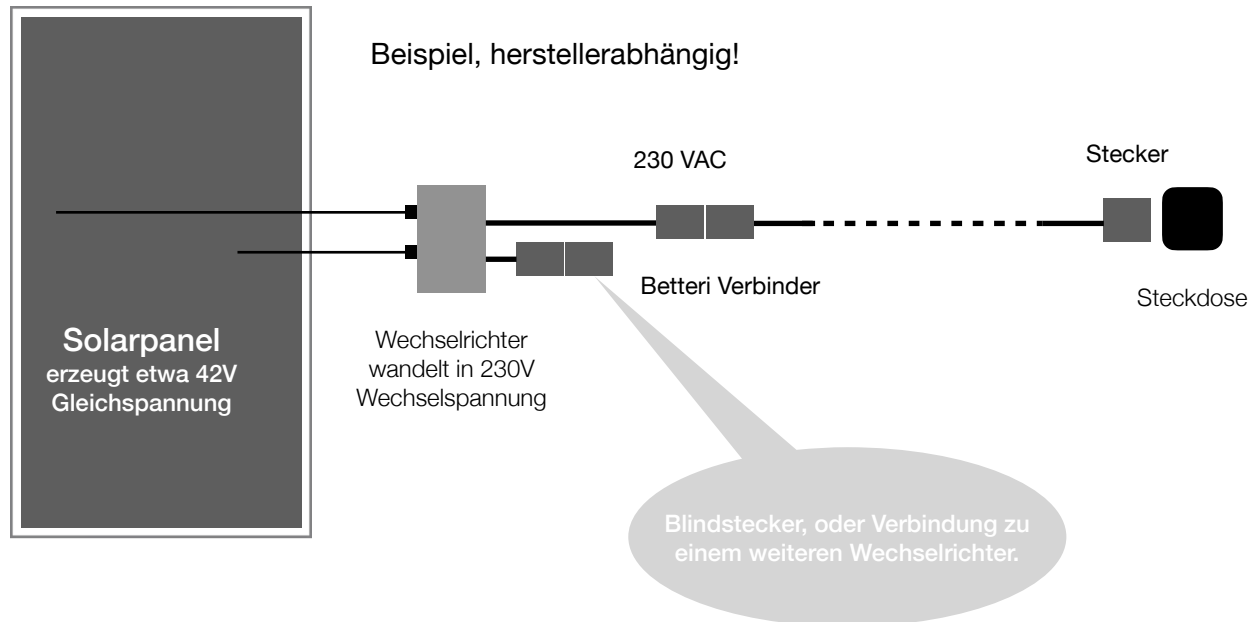 Beispiel, herstellerabhängig!
230 VAC
Stecker
Betteri Verbinder
Steckdose
Solarpanel
erzeugt etwa 42V
Gleichspannung
Wechselrichter
wandelt in 230V
Wechselspannung
Blindstecker, oder Verbindung zu
einem weiteren Wechselrichter.